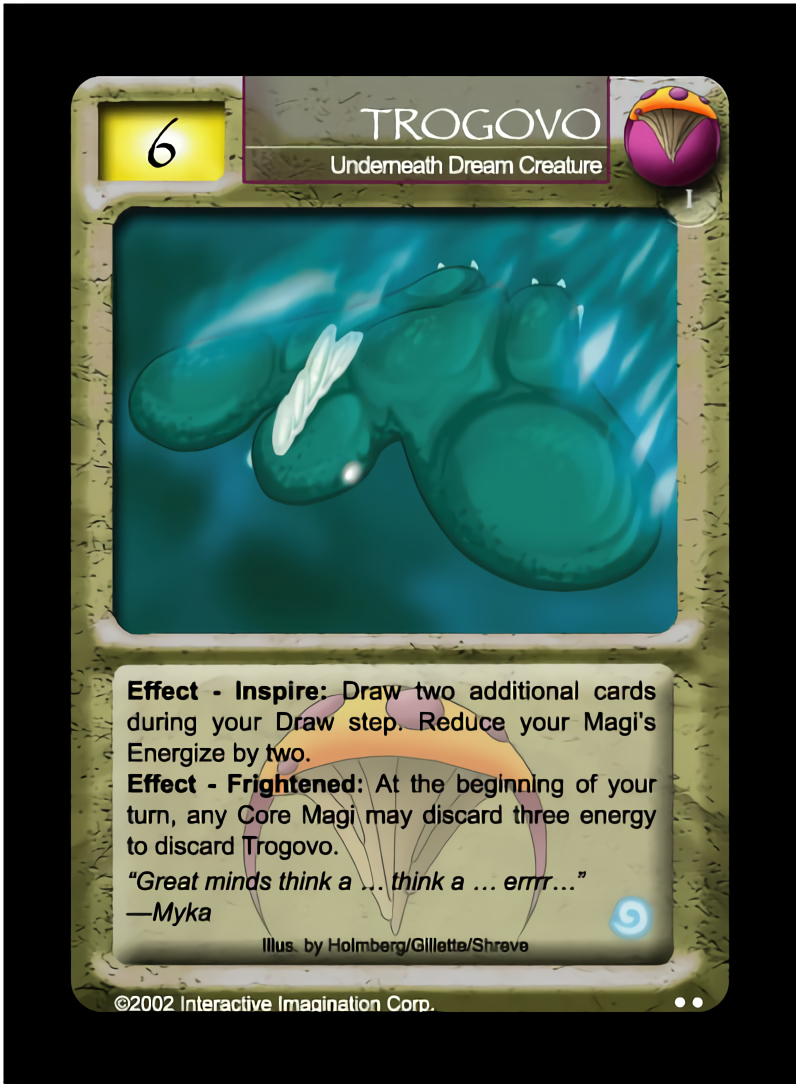 6
TROGOVO
Underneath Dream Creature
I
Effect - Inspire: Draw two additional cards
during your Draw step. Reduce your Magi's
Energize by two.
Effect - Frightened: At the beginning of your
turn, any Core Magi may discard three energy
to discard Trogovo.
“Great minds think a … think a … errrr…”
—Myka
Illus. by Holmberg/Gillette/Shreve
©2002 Interactive Imagination Corp.